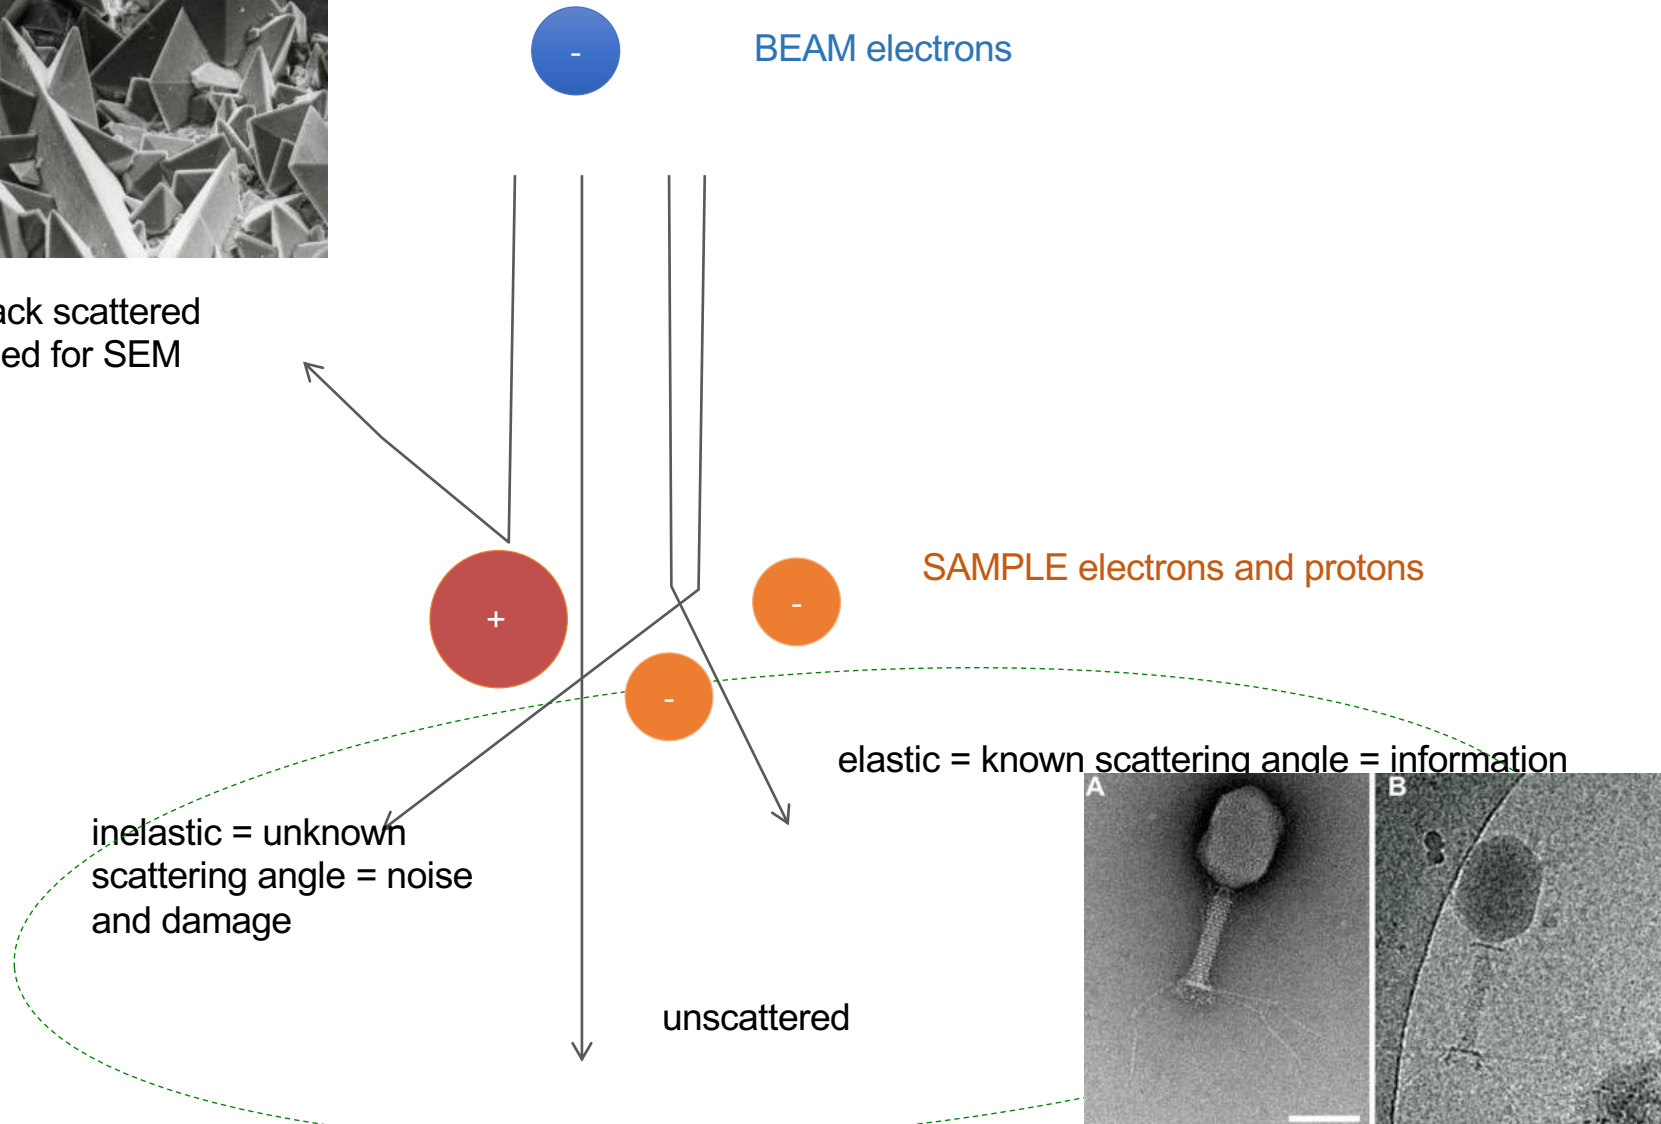 -
BEAM electrons
ack scattered
ed for SEM
SAMPLE electrons and protons
+
-
-
elastic = known scattering angle = information
A
B
inelastic = unknown
scattering angle = noise
and damage
unscattered